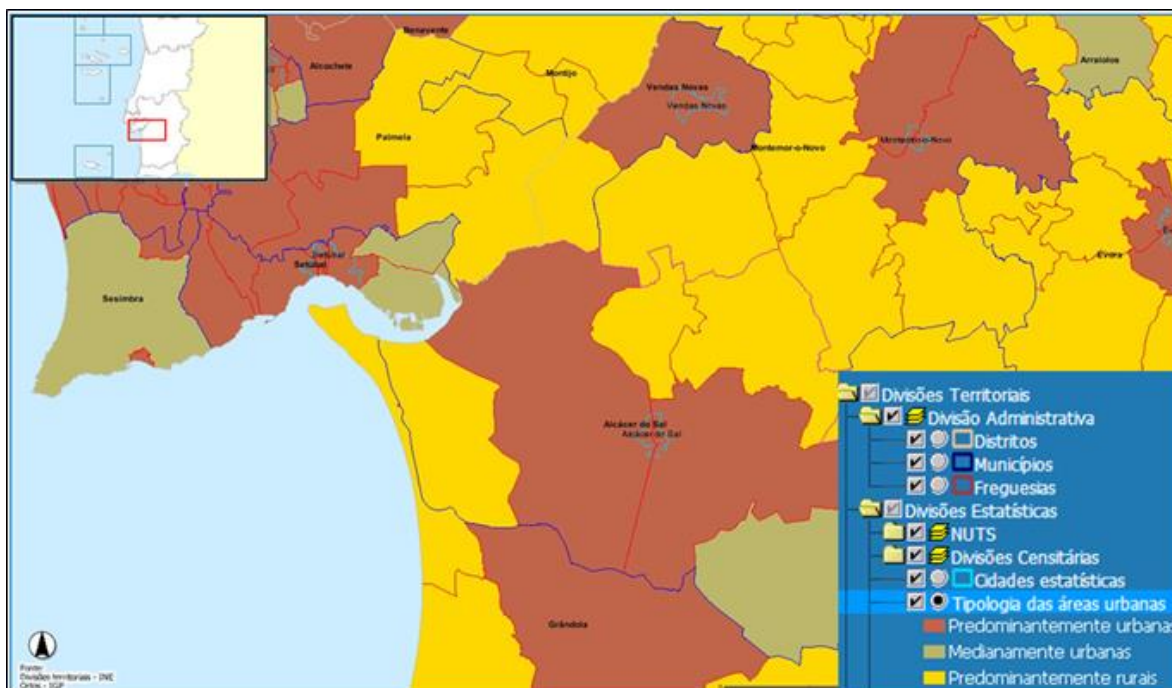 Benavente
Alcochete
Montijo
Arraiolos
Vendas Novas
Vendas Novas
Palmela
Montemor-o-Novo
Montemor-o-Novo
Setúbal
Setúbal
Évora
Sesimbra
Alcácer do Sal
Alcácer do Sal
Grândola
Divisões Territoriais
Divisão Administrativa
Distritos
Municípios
Freguesias
Divisões Estatísticas
NUTS
Divisões Censitárias
Cidades estatísticas
Tipologia das áreas urbanas
Predominantemente urbanas
Medianamente urbanas
Predominantemente rurais
Fonte:
Divisões territoriais - INE
Ortos - IGP